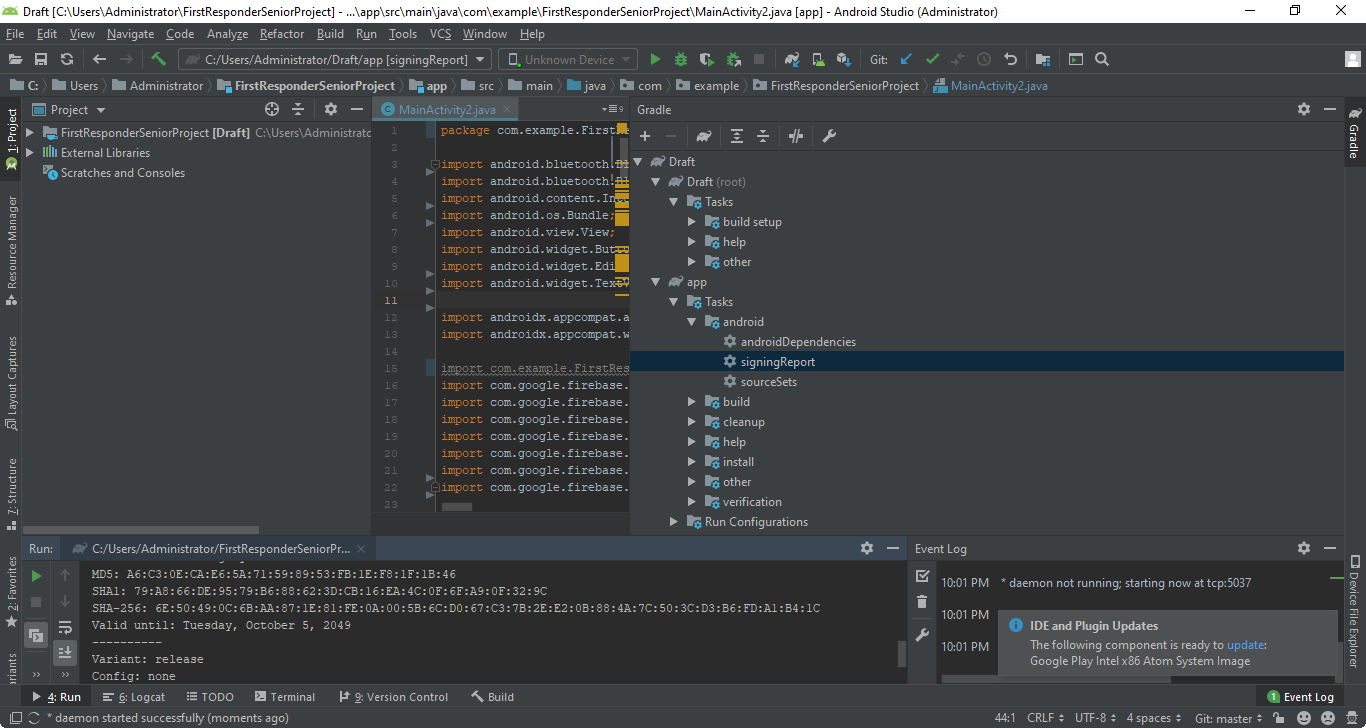 Draft [C:\Users\Administrator\FirstResponderSeniorProject] - ...\app\src\main\java\com\example\FirstResponderSeniorProject\MainActivity2.java [app] - Android Studio (Administrator)
File Edit View Navigate Code Analyze Refactor Build Run Tools VCS Window Help
C:/Users/Administrator/Draft/app [signingReport] Unknown Device Git:
C: Users Administrator FirstResponderSeniorProject app src main java com example FirstResponderSeniorProject MainActivity2.java
1: Project
Resource Manager
Layout Captures
7: Structure
2: Favorites
Project
FirstResponderSeniorProject [Draft] C:\Users\Administrato
External Libraries
Scratches and Consoles
MainActivity2.java
1 package com.example.FirstRe
2
3 import android.bluetooth.Bl
4 import android.bluetooth.Bl
5 import android.content.Inte
6 import android.os.Bundle;
7 import android.view.View;
8 import android.widget.Butto
9 import android.widget.Edi
10 import android.widget.TextV
11
12 import androidx.appcompat.a
13 import androidx.appcompat.w
14
15 import com.example.FirstRes
16 import com.google.firebase.
17 import com.google.firebase.
18 import com.google.firebase.
19 import com.google.firebase.
20 import com.google.firebase.
21 import com.google.firebase.
22 import com.google.firebase.
23
Gradle
Draft
Draft (root)
Tasks
build setup
help
other
app
Tasks
android
androidDependencies
signingReport
sourceSets
build
cleanup
help
install
other
verification
Run Configurations
Gradle
Device File Explorer
Run: C:/Users/Administrator/FirstResponderSeniorPr...
MD5: A6:C3:0E:CA:E6:5A:71:59:89:53:FB:1E:F8:1F:1B:46
SHA1: 79:A8:66:DE:95:79:B6:88:62:3D:CB:16:EA:4C:0F:6F:A9:0F:32:9C
SHA-256: 6E:50:49:0C:6B:AA:87:1E:81:FE:0A:00:5B:6C:D0:67:C3:7B:2E:E2:0B:88:4A:7C:50:3C:D3:B6:FD:A1:B4:1C
Valid until: Tuesday, October 5, 2049
----------
Variant: release
Config: none
Event Log
10:01 PM * daemon not running; starting now at tcp:5037
10:01 PM
10:01 PM
IDE and Plugin Updates
The following component is ready to update:
Google Play Intel x86 Atom System Image
4: Run 6: Logcat TODO Terminal 9: Version Control Build 1 Event Log
* daemon started successfully (moments ago) 44:1 CRLF UTF-8 4 spaces Git: master